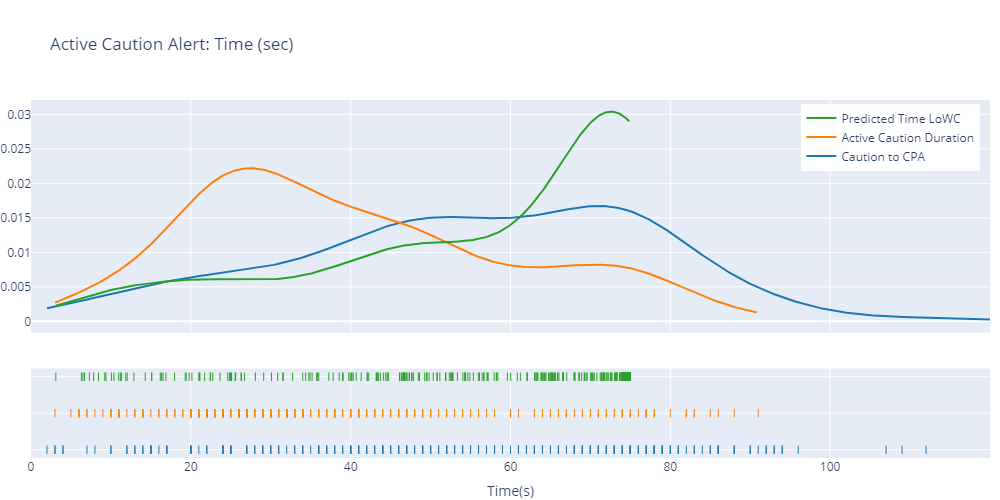 Active Caution Alert: Time (sec)
0.03
0.025
0.02
0.015
0.01
0.005
0
Predicted Time LoWC
Active Caution Duration
Caution to CPA
0 20 40 60 80 100
Time(s)